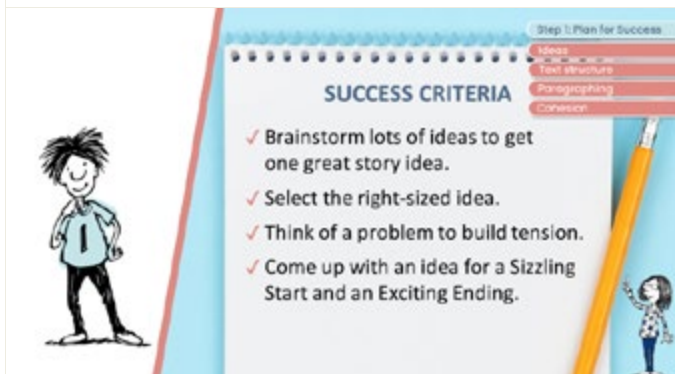 Step 1: Plan for Success
Ideas
Text structure
Paragraphing
Cohesion
SUCCESS CRITERIA
✓ Brainstorm lots of ideas to get
one great story idea.
✓ Select the right-sized idea.
✓ Think of a problem to build tension.
✓ Come up with an idea for a Sizzling
Start and an Exciting Ending.
1